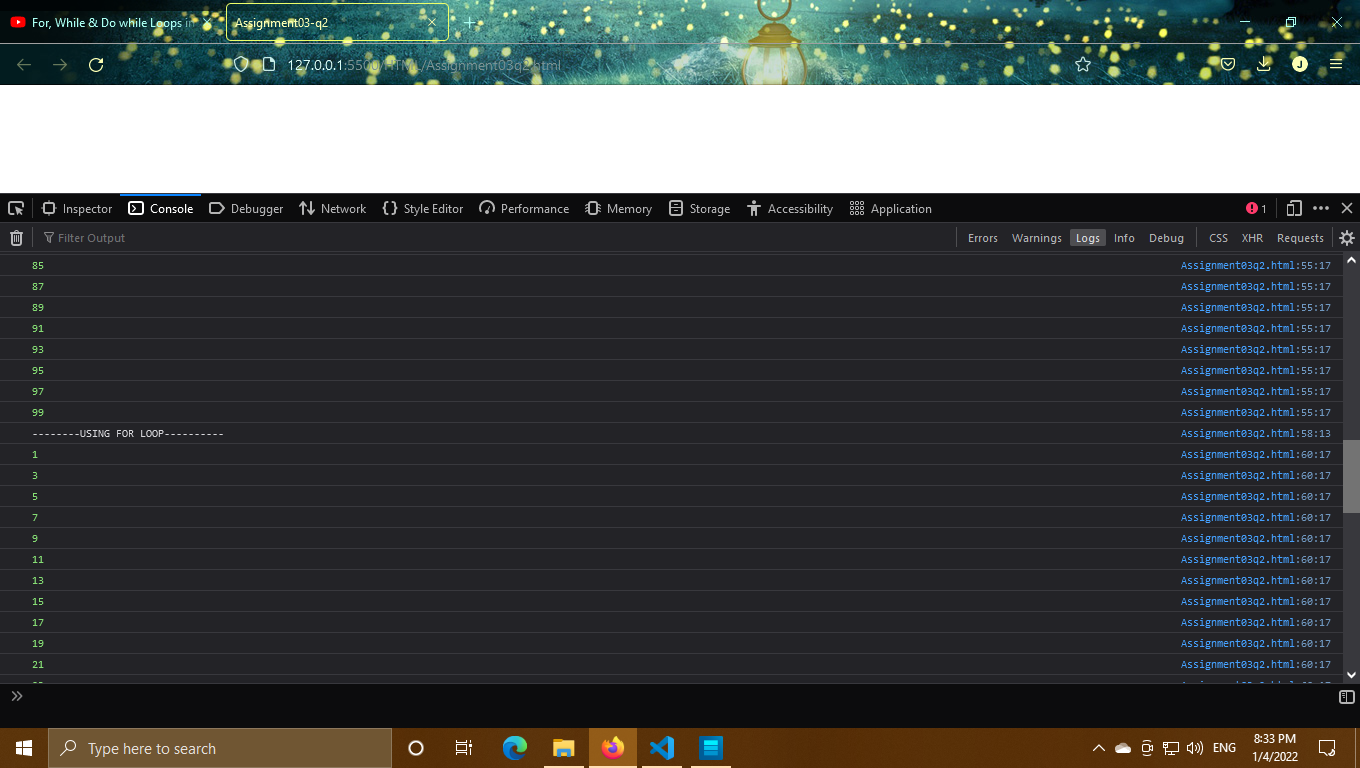 For, While & Do while Loops in
Assignment03-q2
127.0.0.1:5500/HTML/Assignment03q2.html
J
Inspector Console Debugger Network Style Editor Performance Memory Storage Accessibility Application 1
Filter Output Errors Warnings Logs Info Debug CSS XHR Requests
85 Assignment03q2.html:55:17
87 Assignment03q2.html:55:17
89 Assignment03q2.html:55:17
91 Assignment03q2.html:55:17
93 Assignment03q2.html:55:17
95 Assignment03q2.html:55:17
97 Assignment03q2.html:55:17
99 Assignment03q2.html:55:17
--------USING FOR LOOP---------- Assignment03q2.html:58:13
1 Assignment03q2.html:60:17
3 Assignment03q2.html:60:17
5 Assignment03q2.html:60:17
7 Assignment03q2.html:60:17
9 Assignment03q2.html:60:17
11 Assignment03q2.html:60:17
13 Assignment03q2.html:60:17
15 Assignment03q2.html:60:17
17 Assignment03q2.html:60:17
19 Assignment03q2.html:60:17
21 Assignment03q2.html:60:17
Type here to search
ENG
8:33 PM
1/4/2022